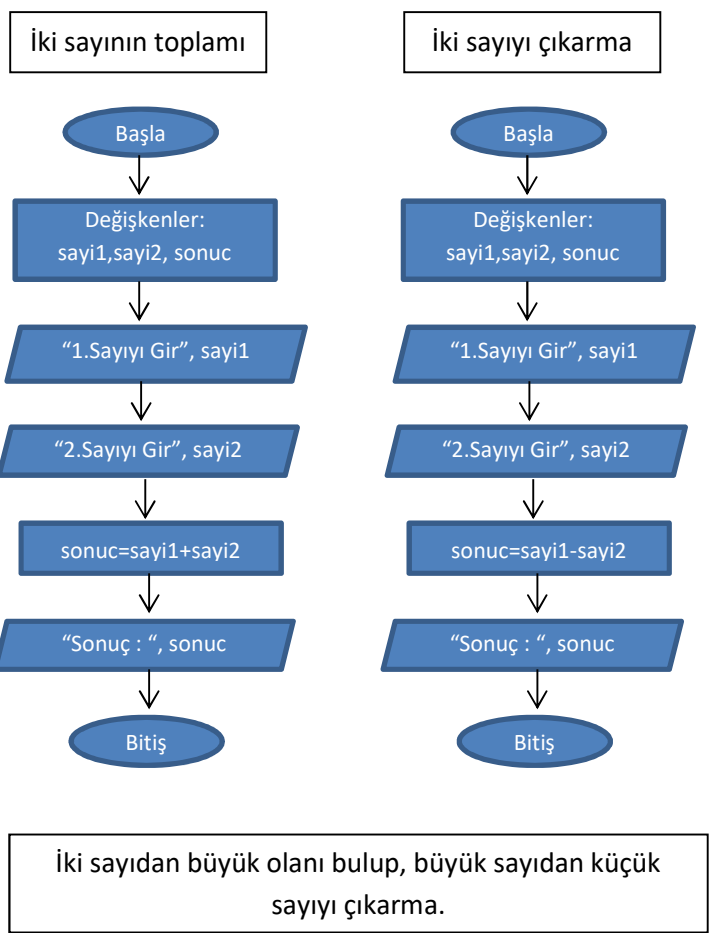 İki sayının toplamı
Başla
Değişkenler:
sayi1,sayi2, sonuc
“1.Sayıyı Gir”, sayi1
“2.Sayıyı Gir”, sayi2
sonuc=sayi1+sayi2
“Sonuç : “, sonuc
Bitiş
İki sayıyı çıkarma
Başla
Değişkenler:
sayi1,sayi2, sonuc
“1.Sayıyı Gir”, sayi1
“2.Sayıyı Gir”, sayi2
sonuc=sayi1-sayi2
“Sonuç : “, sonuc
Bitiş
İki sayıdan büyük olanı bulup, büyük sayıdan küçük
sayıyı çıkarma.